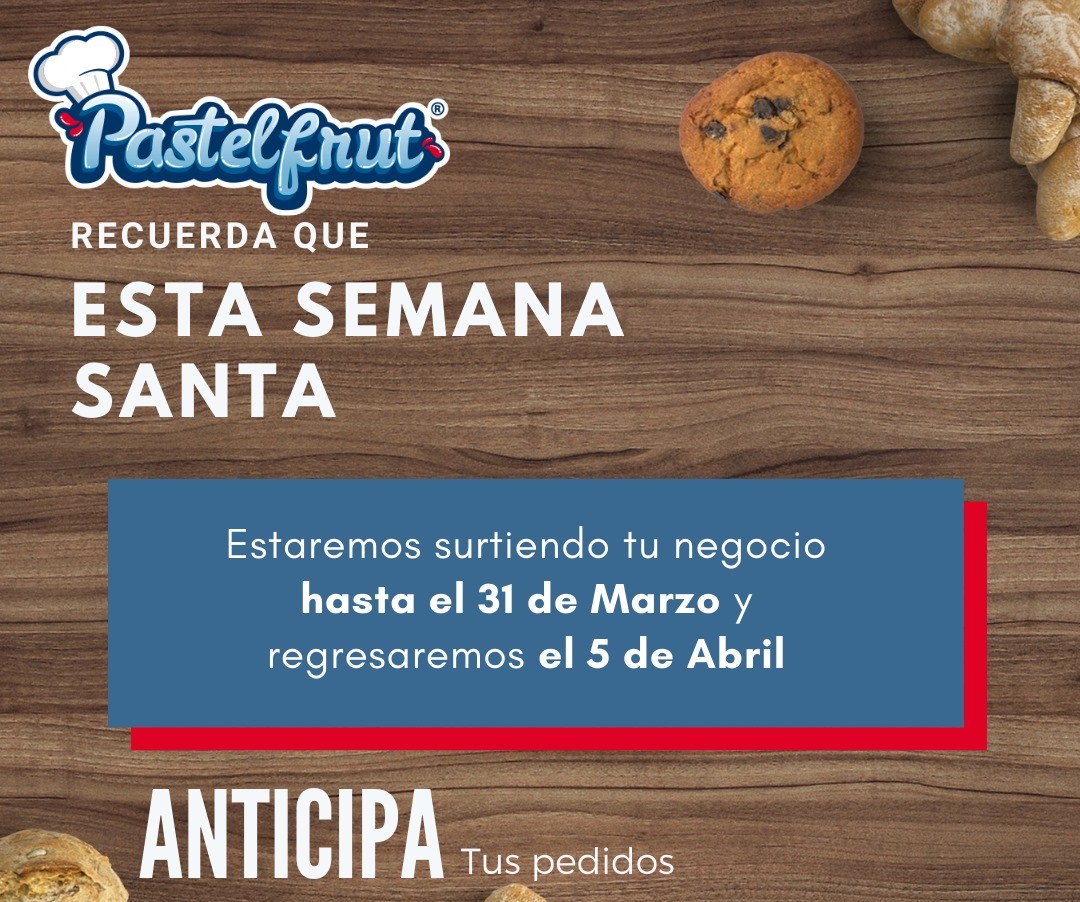 Pastelfrut®
RECUERDA QUE
ESTA SEMANA
SANTA
Estaremos surtiendo tu negocio
hasta el 31 de Marzo y
regresaremos el 5 de Abril
ANTICIPA Tus pedidos